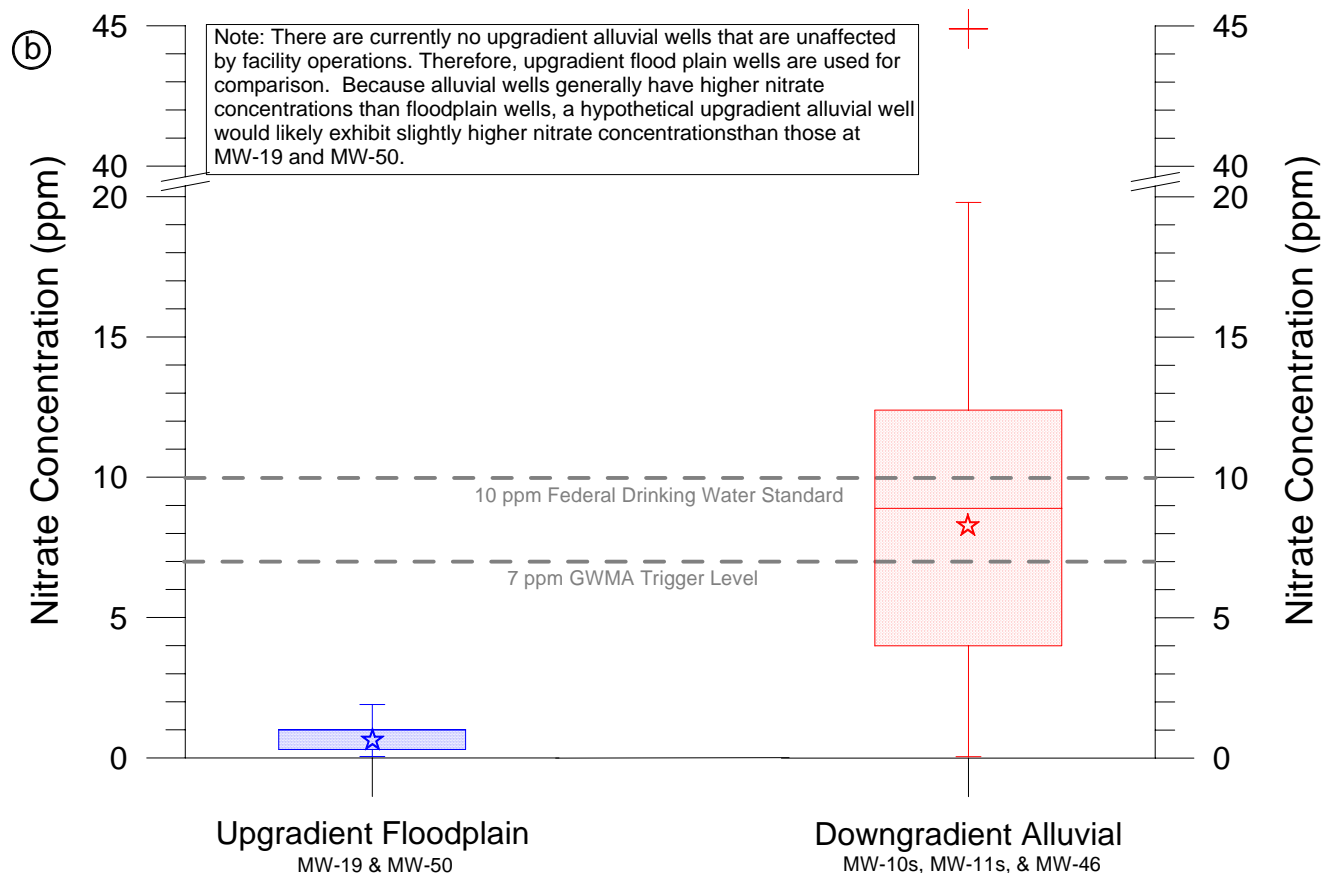 b
Note: There are currently no upgradient alluvial wells that are unaffected
by facility operations. Therefore, upgradient flood plain wells are used for
comparison. Because alluvial wells generally have higher nitrate
concentrations than floodplain wells, a hypothetical upgradient alluvial well
would likely exhibit slightly higher nitrate concentrationsthan those at
MW-19 and MW-50.
Nitrate Concentration (ppm)
45
40
20
15
10
5
0
10 ppm Federal Drinking Water Standard
7 ppm GWMA Trigger Level
45
40
20
15
10
5
0
Nitrate Concentration (ppm)
Upgradient Floodplain
MW-19 & MW-50
Downgradient Alluvial
MW-10s, MW-11s, & MW-46